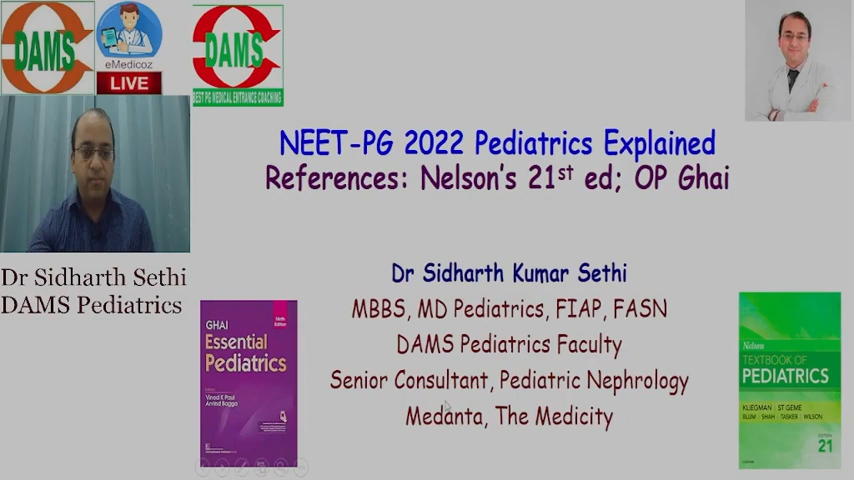 DAMS
eMedicoz
LIVE
DAMS
BEST PG MEDICAL ENTRANCE COACHING
NEET-PG 2022 Pediatrics Explained
References: Nelson's 21st ed; OP Ghai
Dr Sidharth Sethi
DAMS Pediatrics
Dr Sidharth Kumar Sethi
MBBS, MD Pediatrics, FIAP, FASN
DAMS Pediatrics Faculty
Senior Consultant, Pediatric Nephrology
Medanta, The Medicity
GHAI
Essential
Pediatrics
Ninth
Edition
Vinod K Paul
Arvind Bagga
Nelson
TEXTBOOK OF
PEDIATRICS
KLIEGMAN | ST GEME
BLUM | SHAH | TASKER | WILSON
EDITION
21